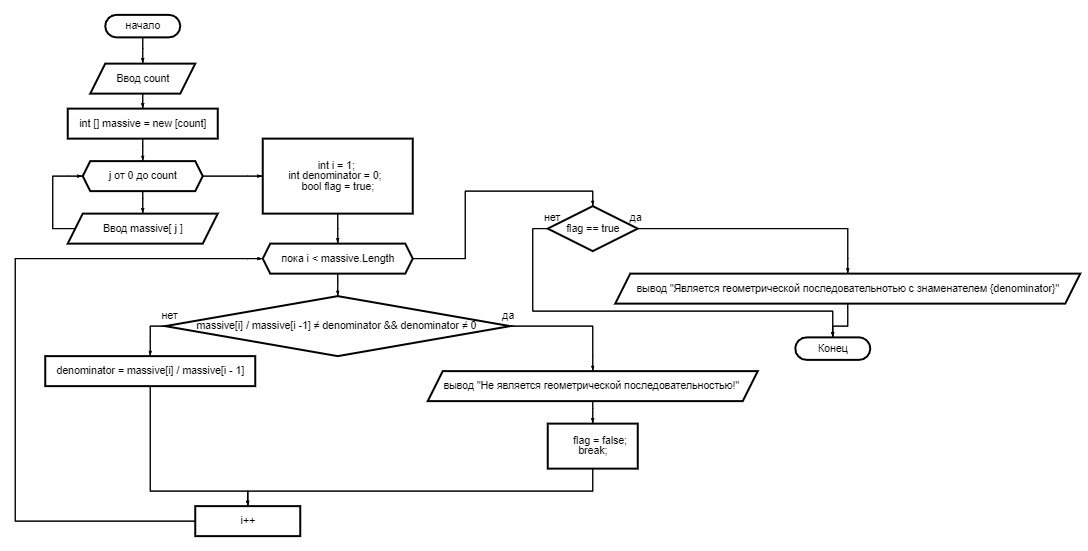 начало
Ввод count
int [] massive = new [count]
j от 0 до count
Ввод massive[ j ]
int i = 1;
int denominator = 0;
bool flag = true;
пока i < massive.Length
нет
massive[i] / massive[i -1] ≠ denominator && denominator ≠ 0
да
denominator = massive[i] / massive[i - 1]
вывод "Не является геометрической последовательностью!"
flag = false;
break;
i++
нет
flag == true
да
вывод "Является геометрической последовательнотью с знаменателем {denominator}"
Конец